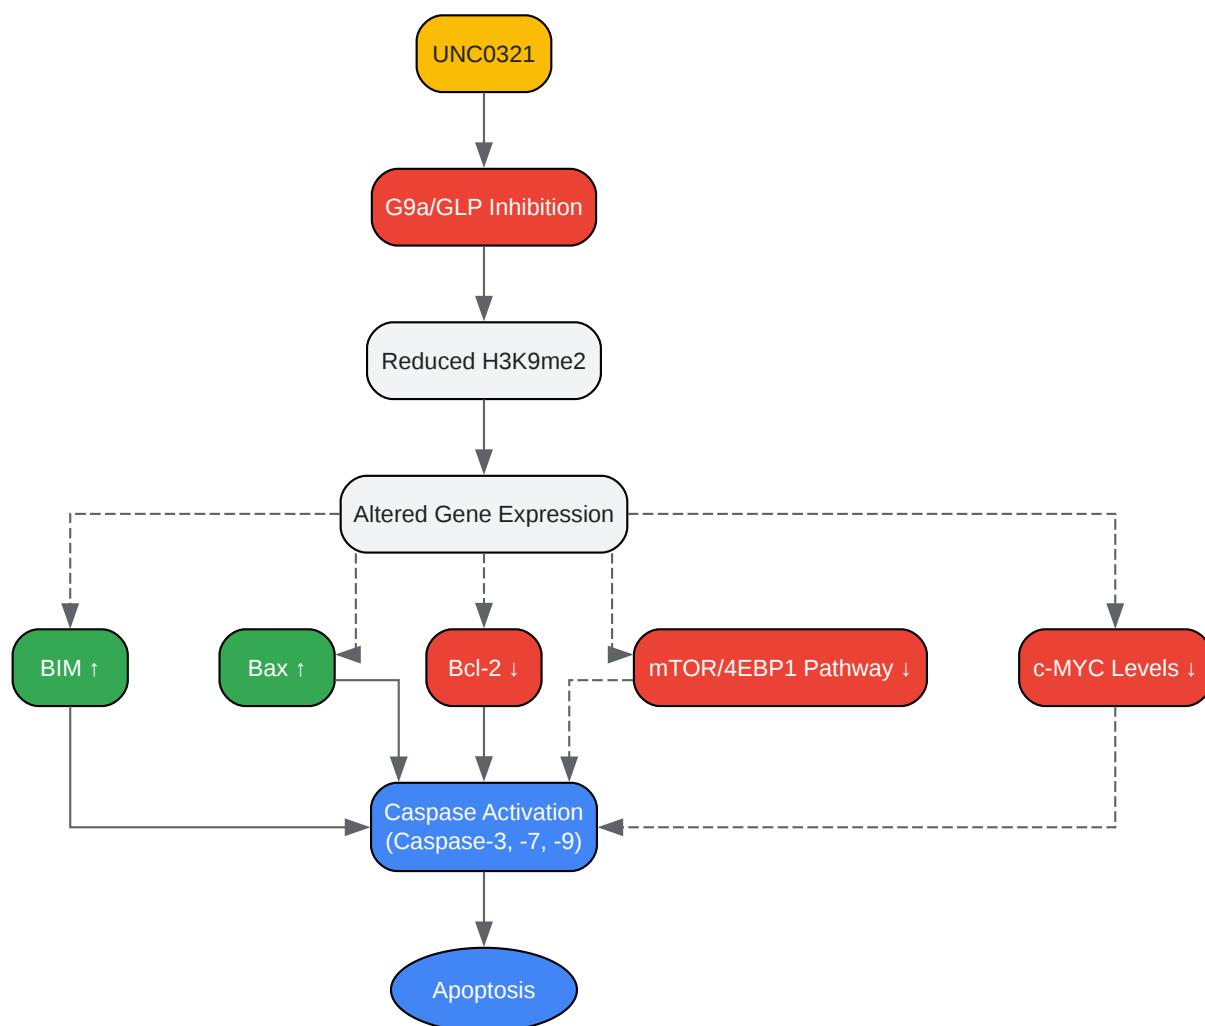 UNC0321
G9a/GLP Inhibition
Reduced H3K9me2
Altered Gene Expression
BIM ↑
Bax ↑
Bcl-2 ↓
mTOR/4EBP1 Pathway ↓
c-MYC Levels ↓
Caspase Activation
(Caspase-3, -7, -9)
Apoptosis